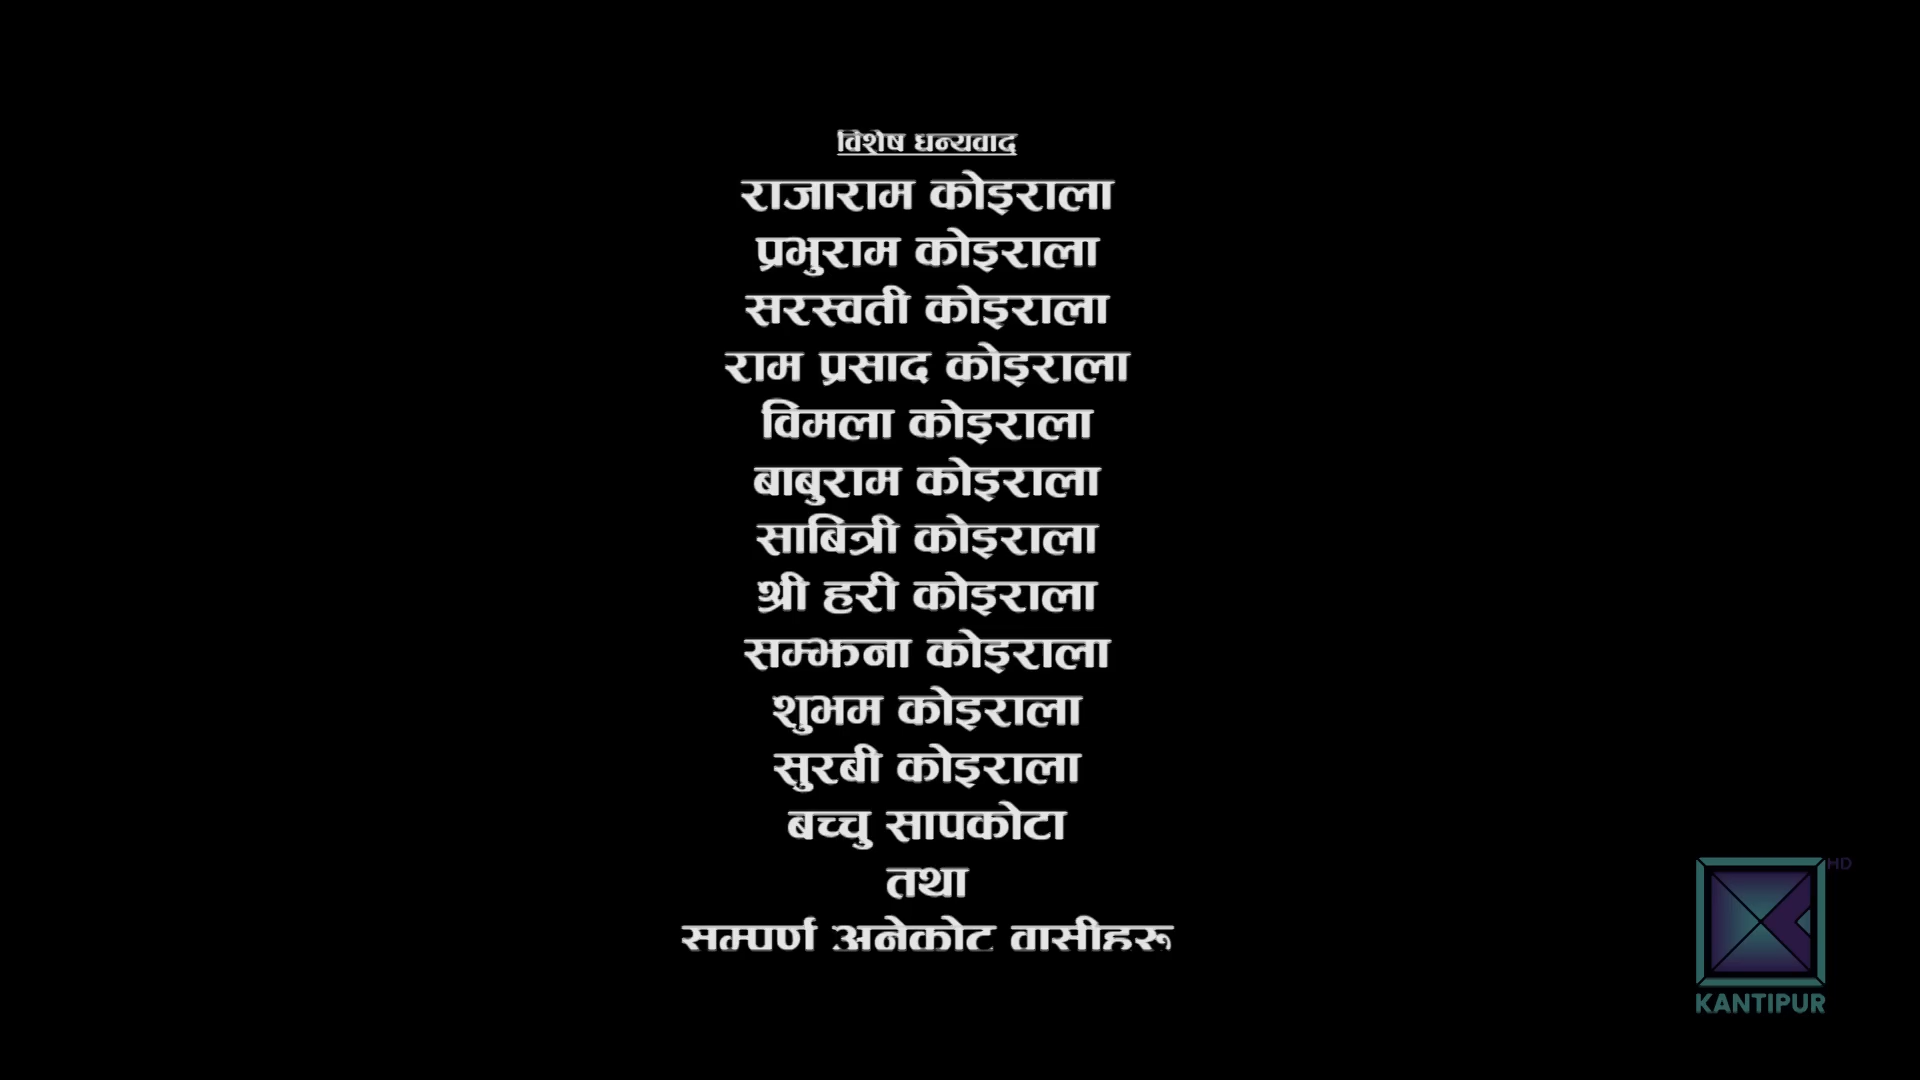 विशेष धन्यवाद
राजाराम कोइराला
प्रभुराम कोइराला
सरस्वती कोइराला
राम प्रसाद कोइराला
विमला कोइराला
बाबुराम कोइराला
साबित्री कोइराला
श्री हरी कोइराला
सम्झना कोइराला
शुभम कोइराला
सुरबी कोइराला
बच्चु सापकोटा
तथा
सम्पूर्ण अनेकोट वासीहरू
HD
KANTIPUR